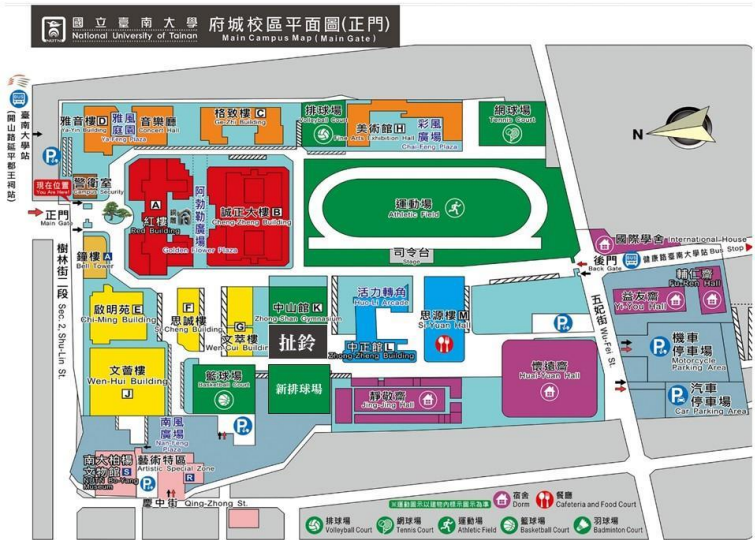 國立臺南大學 府城校區平面圖(正門)
National University of Tainan Main Campus Map (Main Gate)
臺南大學站
(開山路延平郡王祠站)
雅音樓 D
Ya-Yin Building
雅風庭園
Ya-Feng Plaza
音樂廳
Concert Hall
格致樓 C
Ge-Zhi Building
排球場
Volleyball Court
美術館 H
Fine Arts Exhibition Hall
彩風廣場
Chai-Feng Plaza
網球場
Tennis Court
N
現在位置
You Are Here
警衛室
Campus Security
正門
Main Gate
A
紅樓
Red Building
阿勃勒廣場
Golden Flower Plaza
誠正大樓 B
Cheng-Zheng Building
運動場
Athletic Field
司令台
Stage
國際學舍 International House
後門
Back Gate
健康路臺南大學站 Bus Stop
鐘樓 A
Bell Tower
樹林街二段 Sec. 2, Shu-Lin St.
啟明苑 E
Chi-Ming Building
F
思誠樓
Si-Cheng Building
G
文萃樓
Wen-Cui Building
中山館 K
Zhong-Shan Gymnasium
扯鈴
活力轉角
Huo-Li Arcade
中正館 L
Zhong-Zheng Building
思源樓 M
Si-Yuan Hall
五妃街 Wu-Fei St.
輔仁齋
Fu-Ren Hall
益友齋
Yi-You Hall
機車停車場
Motorcycle Parking Area
汽車停車場
Car Parking Area
文薈樓
Wen-Hui Building
J
籃球場
Basketball Court
新排球場
靜敬齋
Jing-Jing Hall
懷遠齋
Huai-Yuan Hall
南風廣場
Nan-Feng Plaza
南大柏楊文物館 S
NUTN Bo-Yang Museum
藝術特區
Artistic Special Zone
R
慶中街 Qing-Zhong St.
※運動圖示以建物內標示圖示為準
宿舍
Dorm
餐廳
Cafeteria and Food Court
排球場
Volleyball Court
網球場
Tennis Court
運動場
Athletic Field
籃球場
Basketball Court
羽球場
Badminton Court